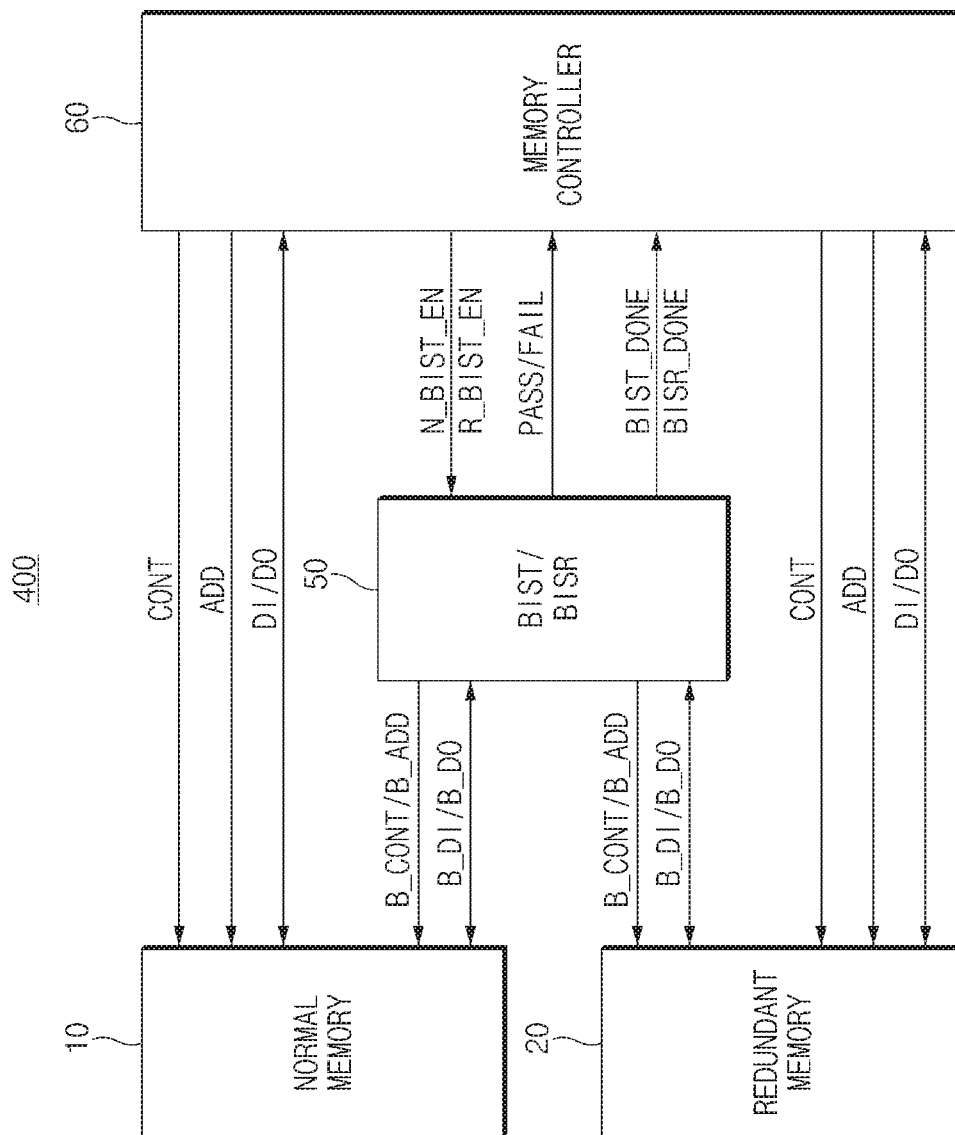 400
10
NORMAL
MEMORY
CONT
ADD
DI/DO
60
MEMORY
CONTROLLER
B_CONT/B_ADD
B_DI/B_DO
50
BIST/
BISR
N_BIST_EN
R_BIST_EN
PASS/FAIL
BIST_DONE
BISR_DONE
B_CONT/B_ADD
B_DI/B_DO
20
REDUNDANT
MEMORY
CONT
ADD
DI/DO